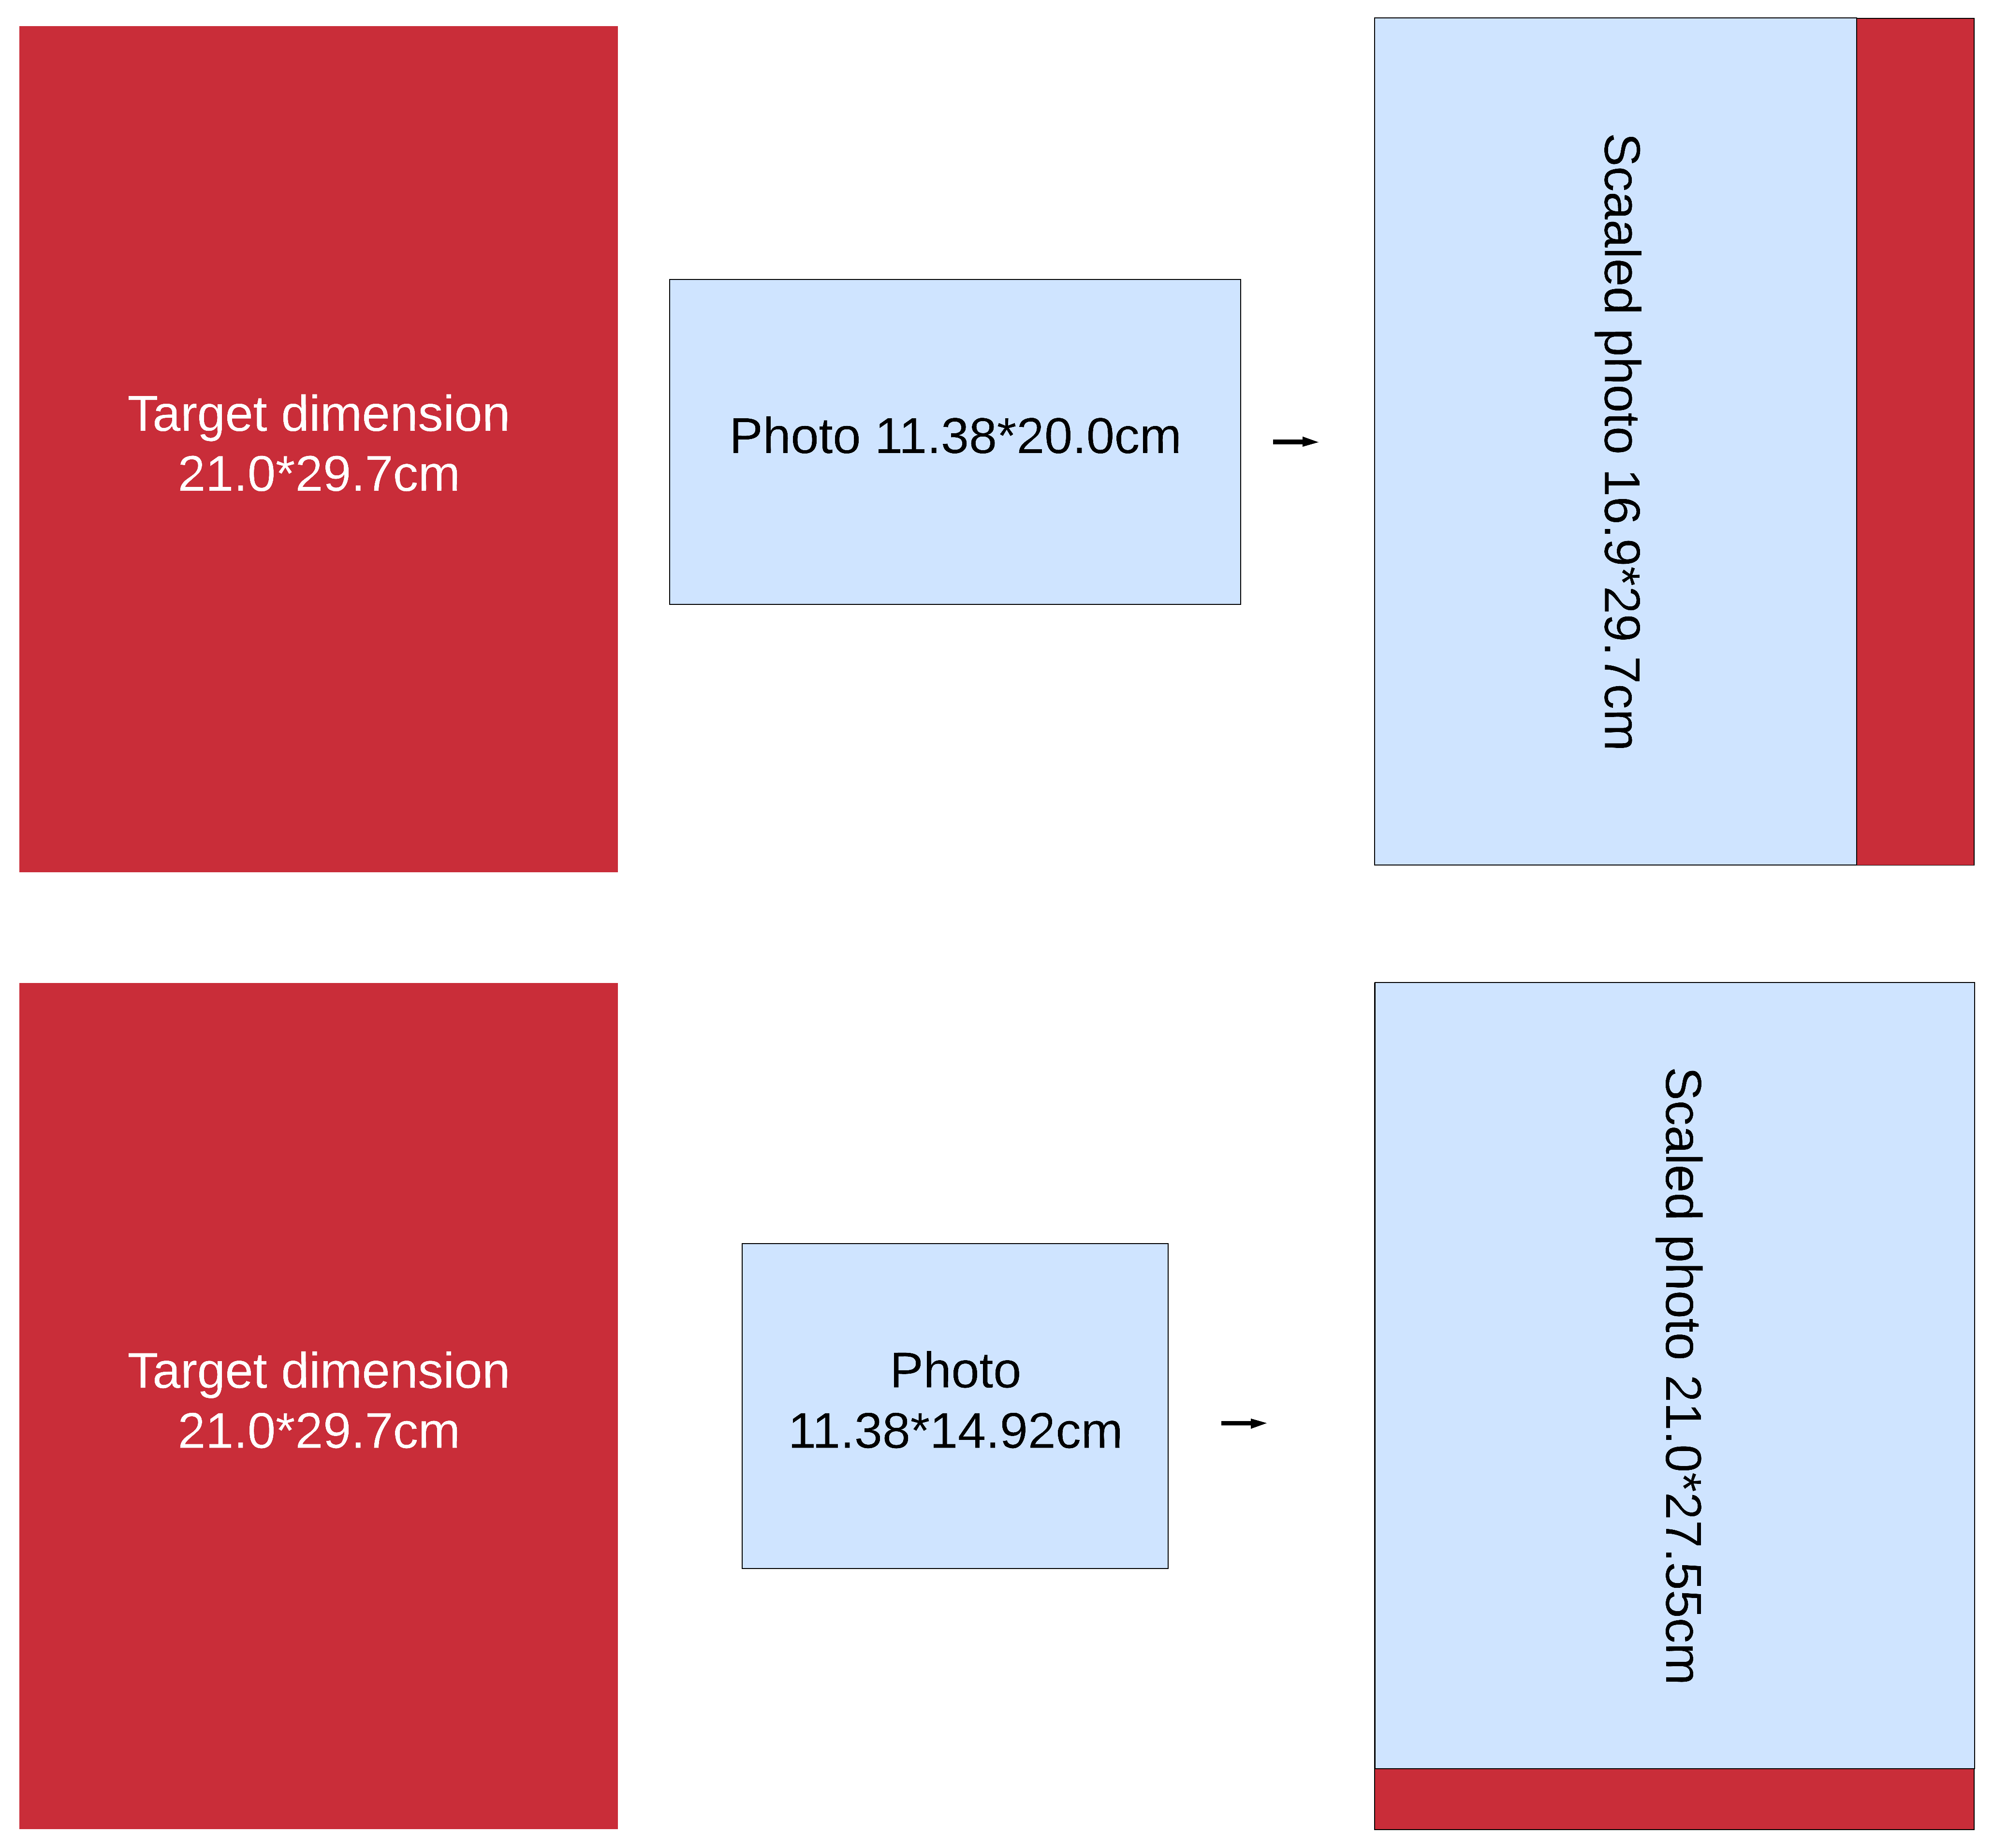 Target dimension
21.0*29.7cm
Photo 11.38*20.0cm
Scaaled photo 16.9*29.7cm
Target dimension
21.0*29.7cm
Photo
11.38*14.92cm
Scaled photo 21.0*27.55cm